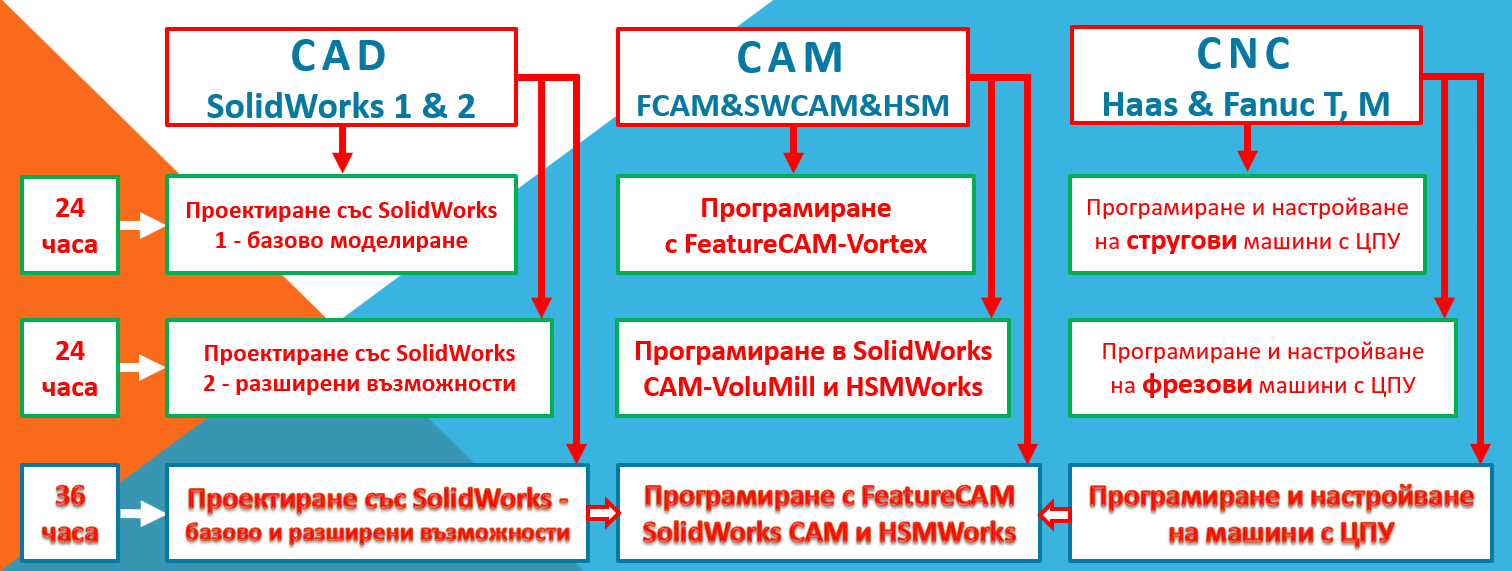 CAD
SolidWorks 1 & 2
CAM
FCAM&SWCAM&HSM
CNC
Haas & Fanuc T, M
24
часа
Проектиране със SolidWorks
1 - базово моделиране
Програмиране
с FeatureCAM-Vortex
Програмиране и настройване
на стругови машини с ЦПУ
24
часа
Проектиране със SolidWorks
2 - разширени възможности
Програмиране в SolidWorks
CAM-VoluMill и HSMWorks
Програмиране и настройване
на фрезови машини с ЦПУ
36
часа
Проектиране със SolidWorks -
базово и разширени възможности
Програмиране с FeatureCAM
SolidWorks CAM и HSMWorks
Програмиране и настройване
на машини с ЦПУ